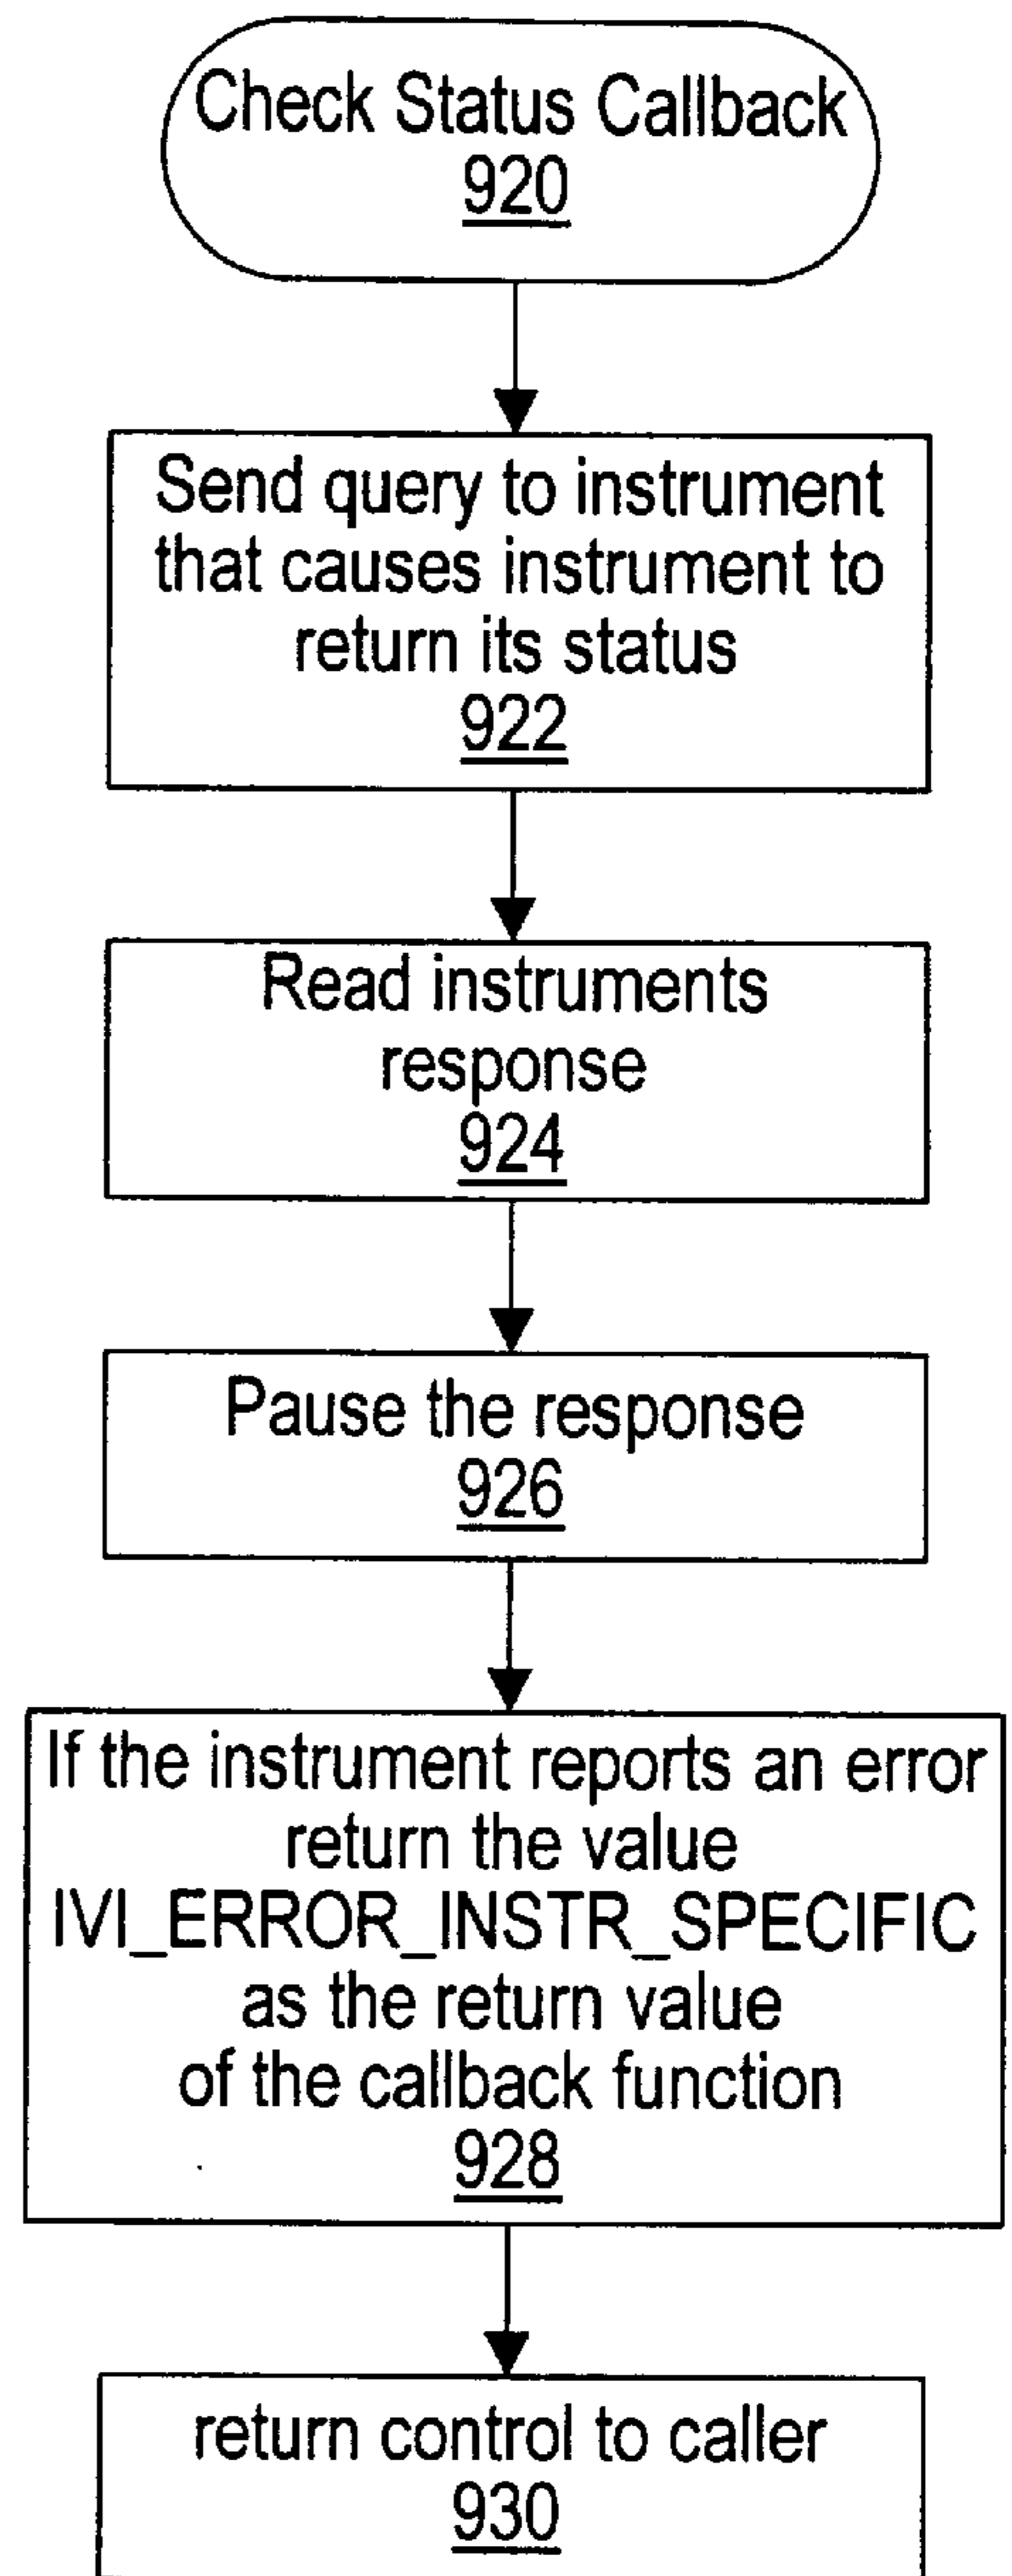 Check Status Callback
920
Send query to instrument
that causes instrument to
return its status
922
Read instruments
response
924
Pause the response
926
If the instrument reports an error
return the value
IVI_ERROR_INSTR_SPECIFIC
as the return value
of the callback function
928
return control to caller
930